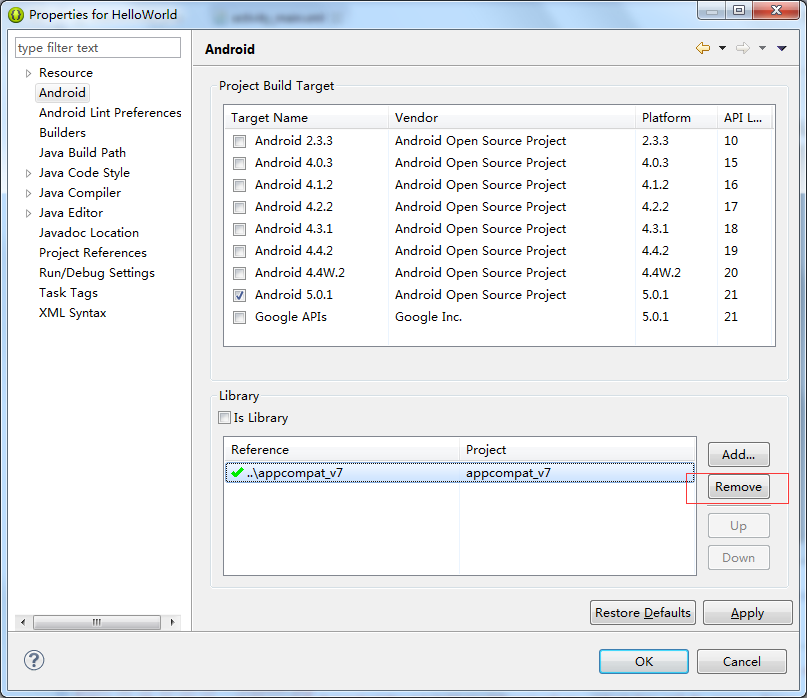 Properties for HelloWorld
type filter text
Resource
Android
Android Lint Preferences
Builders
Java Build Path
Java Code Style
Java Compiler
Java Editor
Javadoc Location
Project References
Run/Debug Settings
Task Tags
XML Syntax
Android
Project Build Target
Target Name Vendor Platform API L...
Android 2.3.3 Android Open Source Project 2.3.3 10
Android 4.0.3 Android Open Source Project 4.0.3 15
Android 4.1.2 Android Open Source Project 4.1.2 16
Android 4.2.2 Android Open Source Project 4.2.2 17
Android 4.3.1 Android Open Source Project 4.3.1 18
Android 4.4.2 Android Open Source Project 4.4.2 19
Android 4.4W.2 Android Open Source Project 4.4W.2 20
Android 5.0.1 Android Open Source Project 5.0.1 21
Google APIs Google Inc. 5.0.1 21
Library
Is Library
Reference Project
..\appcompat_v7 appcompat_v7
Add...
Remove
Up
Down
Restore Defaults Apply
OK Cancel